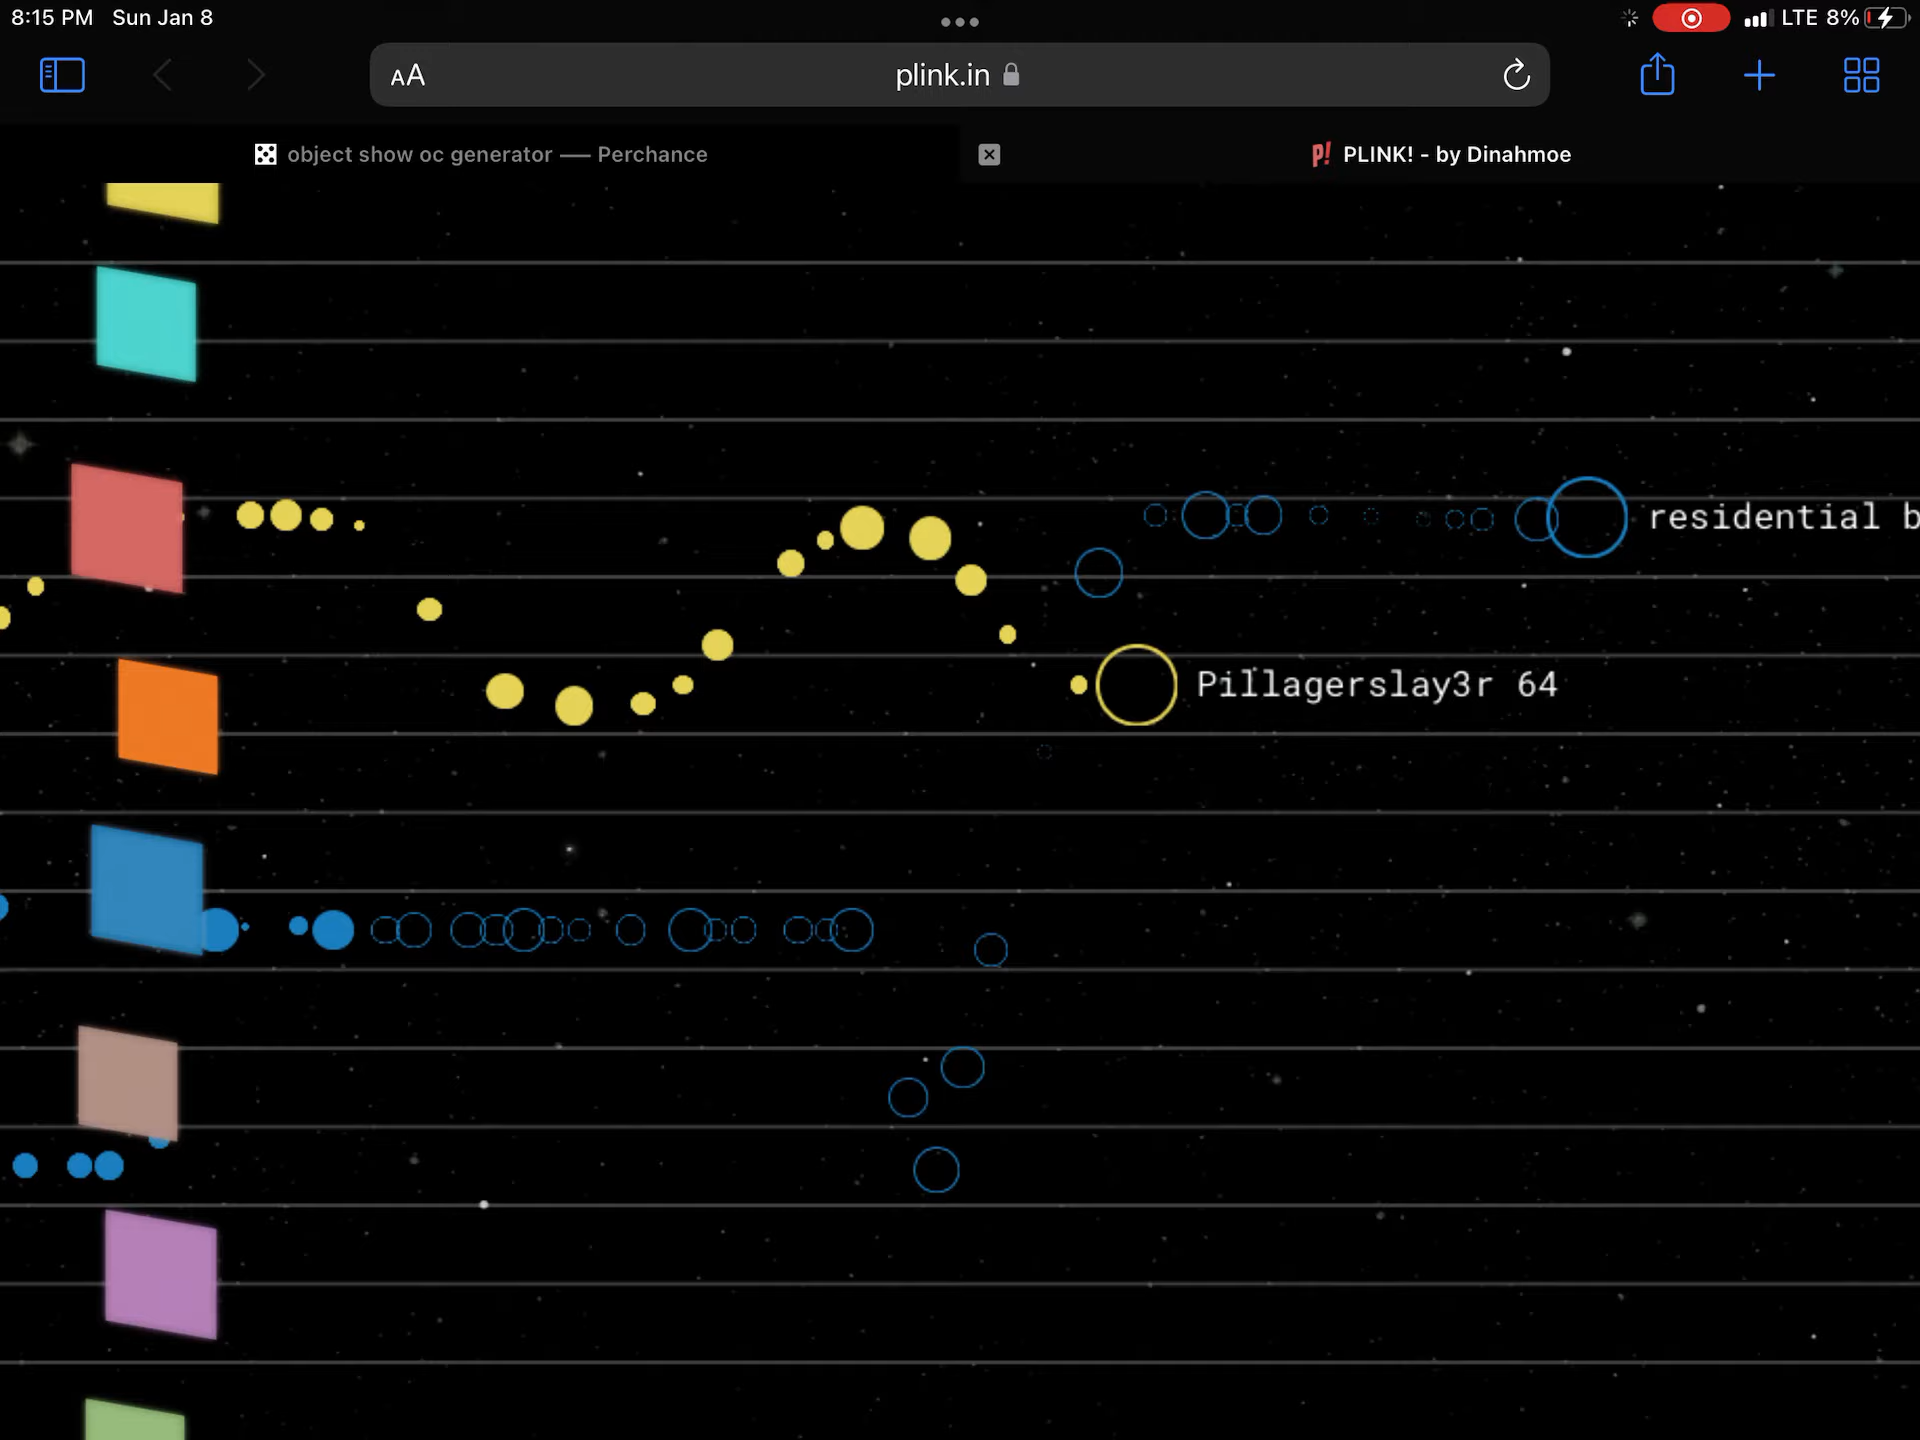 8:15 PM Sun Jan 8
LTE 8%
AA
plink.in
object show oc generator — Perchance
p! PLINK! - by Dinahmoe
residential b
Pillagerslay3r 64